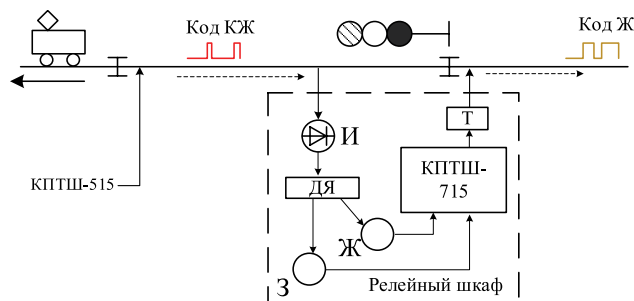 Код КЖ
Код Ж
Т
И
КПТШ-
715
КПТШ-515
ДЯ
Ж
З
Релейный шкаф